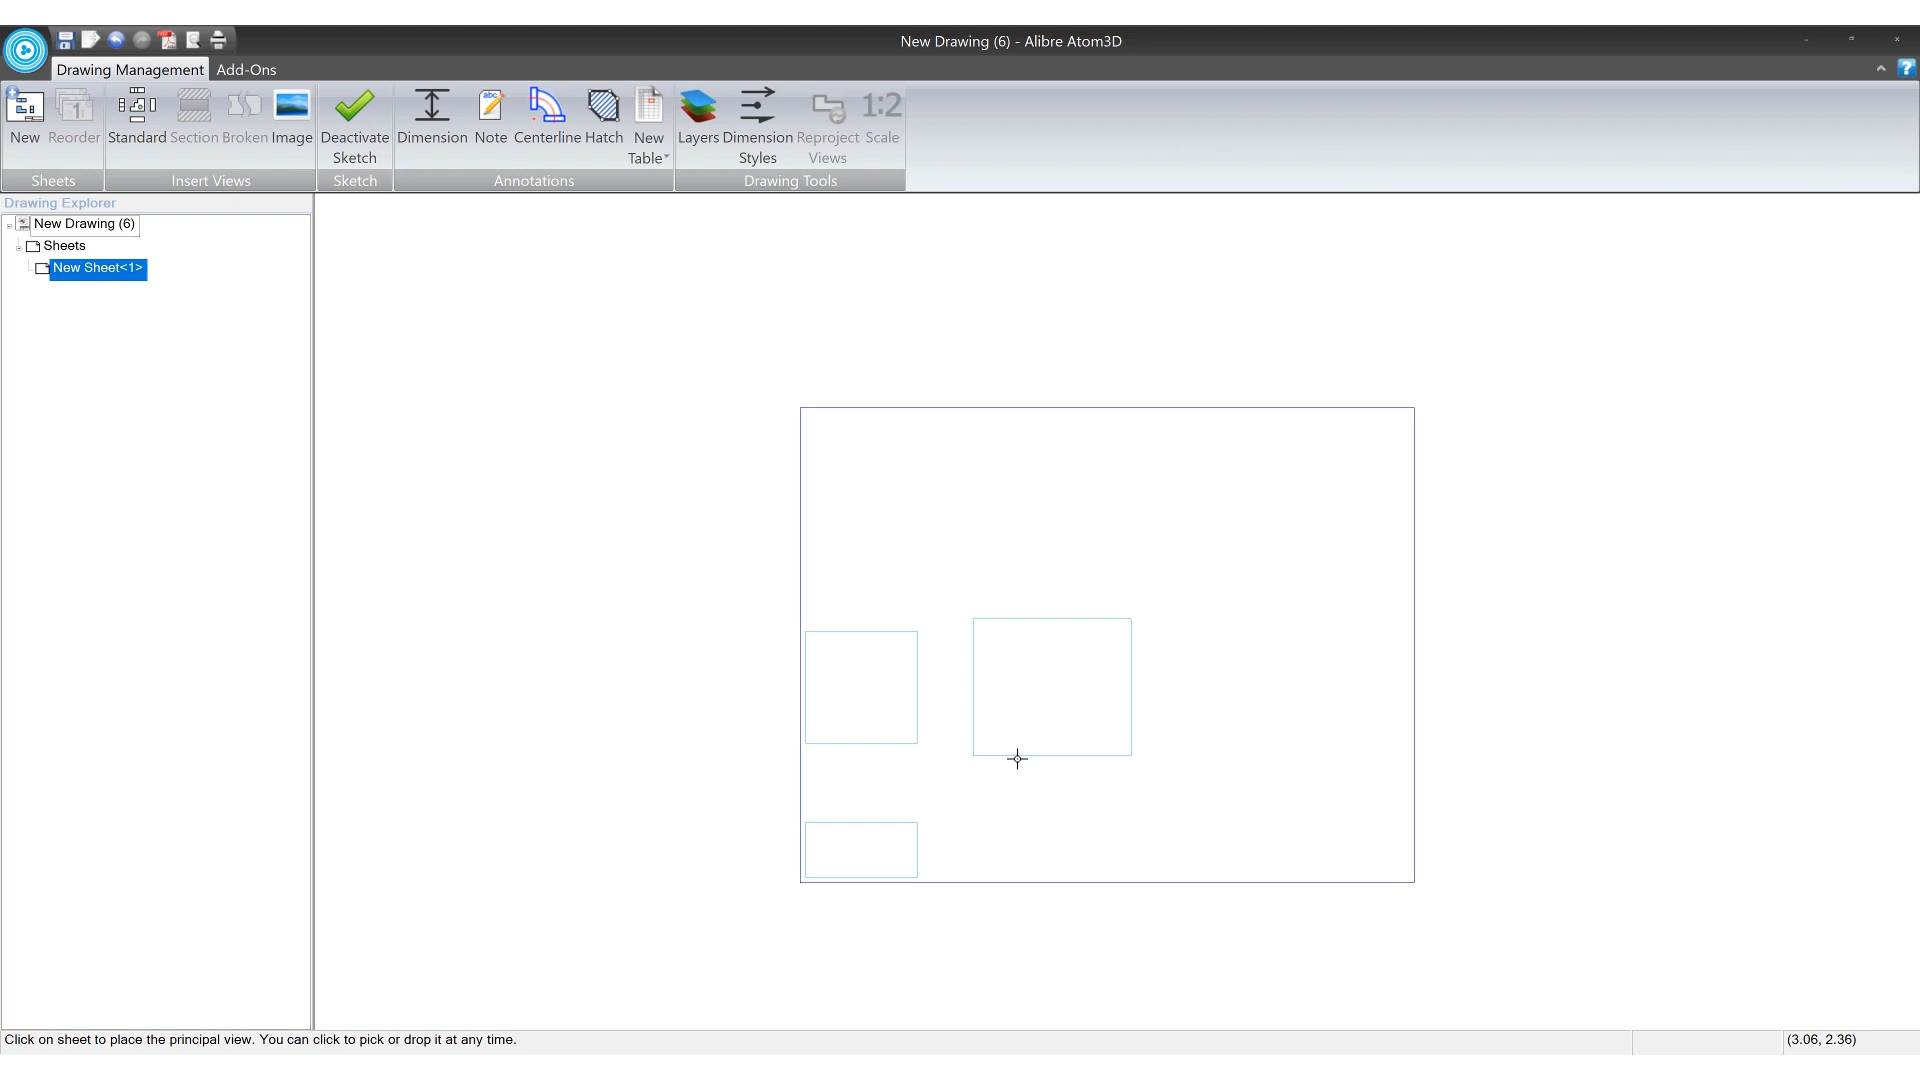 New Drawing (6) - Alibre Atom3D
Drawing Management Add-Ons
New Reorder Standard Section Broken Image Deactivate Sketch Dimension Note Centerline Hatch New Table Layers Dimension Styles Reproject Views Scale
abc
1
1:2
Sheets Insert Views Sketch Annotations Drawing Tools
Drawing Explorer
New Drawing (6)
Sheets
New Sheet<1>
Click on sheet to place the principal view. You can click to pick or drop it at any time.
(3.06, 2.36)